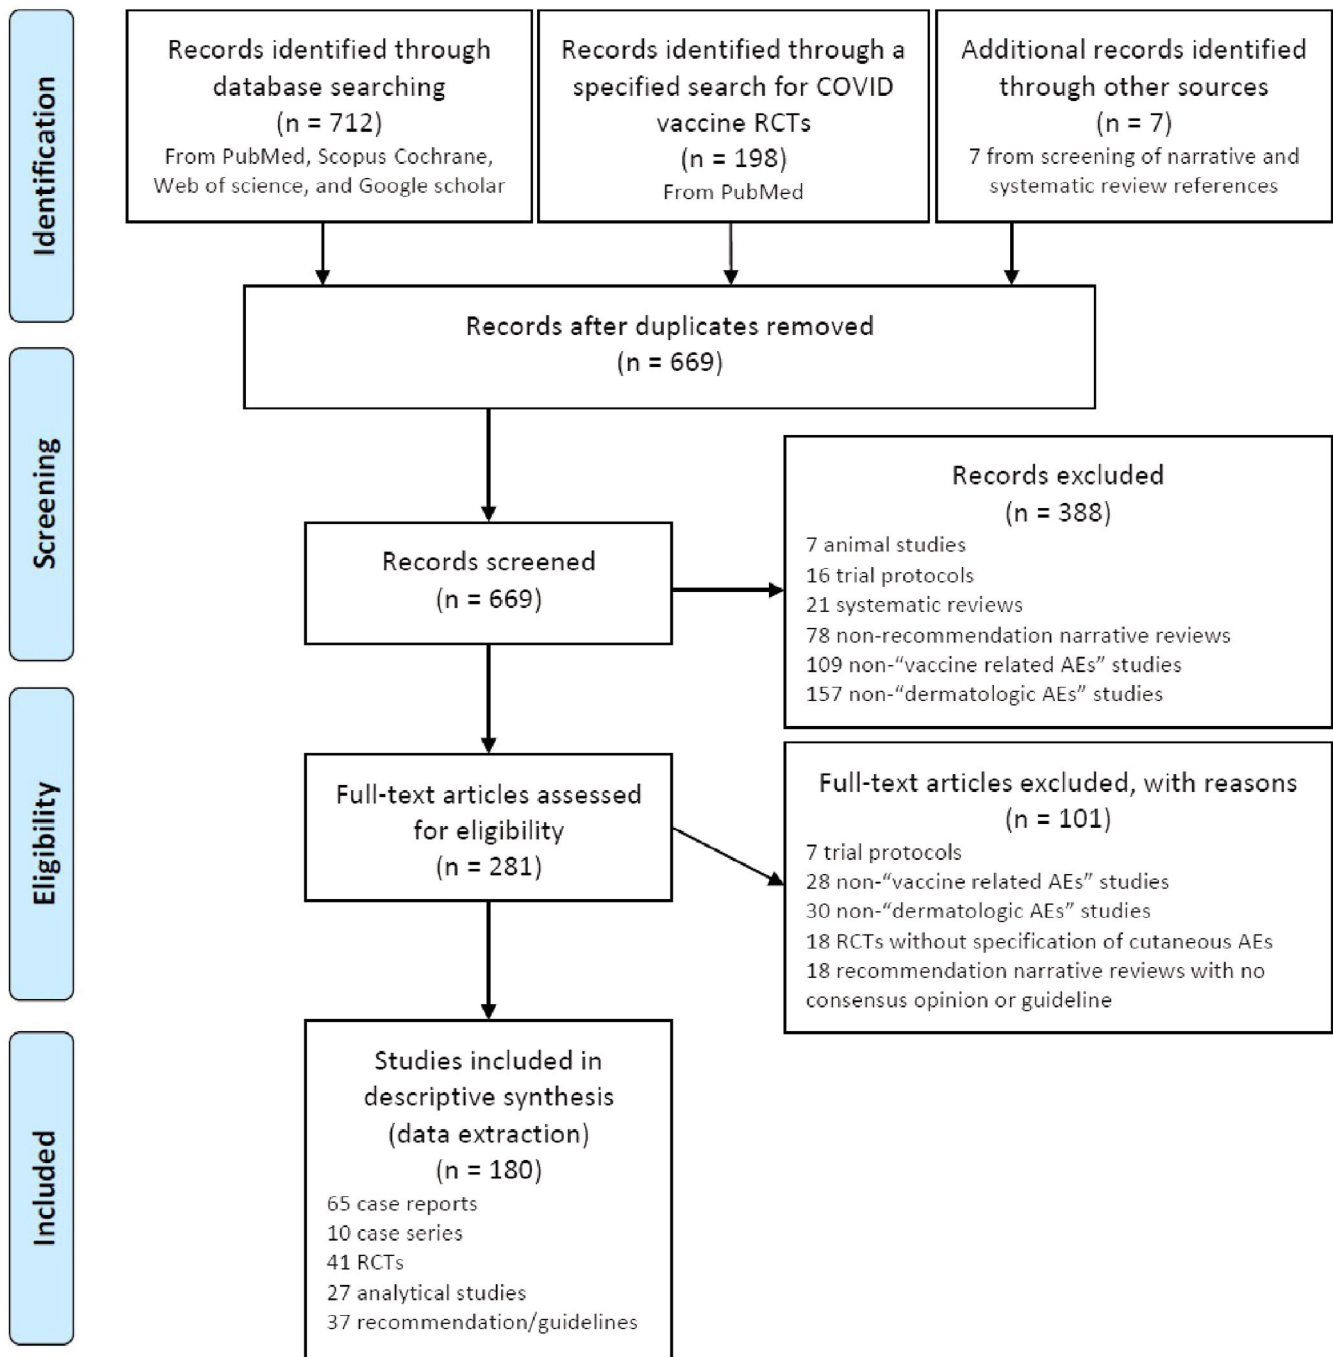 Identification
Records identified through
database searching
(n = 712)
From PubMed, Scopus Cochrane,
Web of science, and Google scholar
Records identified through a
specified search for COVID
vaccine RCTs
(n = 198)
From PubMed
Additional records identified
through other sources
(n = 7)
7 from screening of narrative and
systematic review references
Records after duplicates removed
(n = 669)
Screening
Records screened
(n = 669)
Records excluded
(n = 388)
7 animal studies
16 trial protocols
21 systematic reviews
78 non-recommendation narrative reviews
109 non-“vaccine related AEs” studies
157 non-“dermatologic AEs” studies
Eligibility
Full-text articles assessed
for eligibility
(n = 281)
Full-text articles excluded, with reasons
(n = 101)
7 trial protocols
28 non-“vaccine related AEs” studies
30 non-“dermatologic AEs” studies
18 RCTs without specification of cutaneous AEs
18 recommendation narrative reviews with no
consensus opinion or guideline
Included
Studies included in
descriptive synthesis
(data extraction)
(n = 180)
65 case reports
10 case series
41 RCTs
27 analytical studies
37 recommendation/guidelines